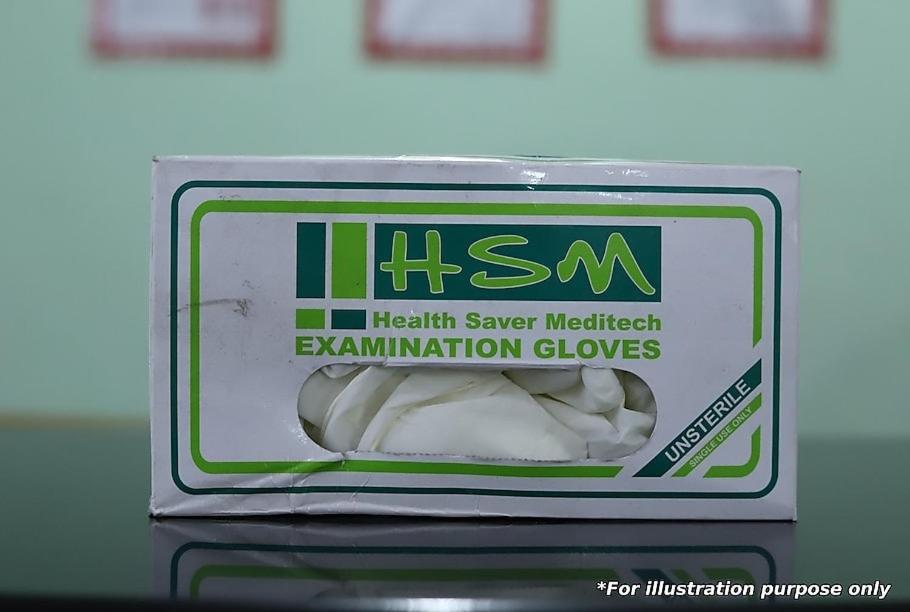 HSM
Health Saver Meditech
EXAMINATION GLOVES
UNSTERILE
SINGLE USE ONLY
*For illustration purpose only